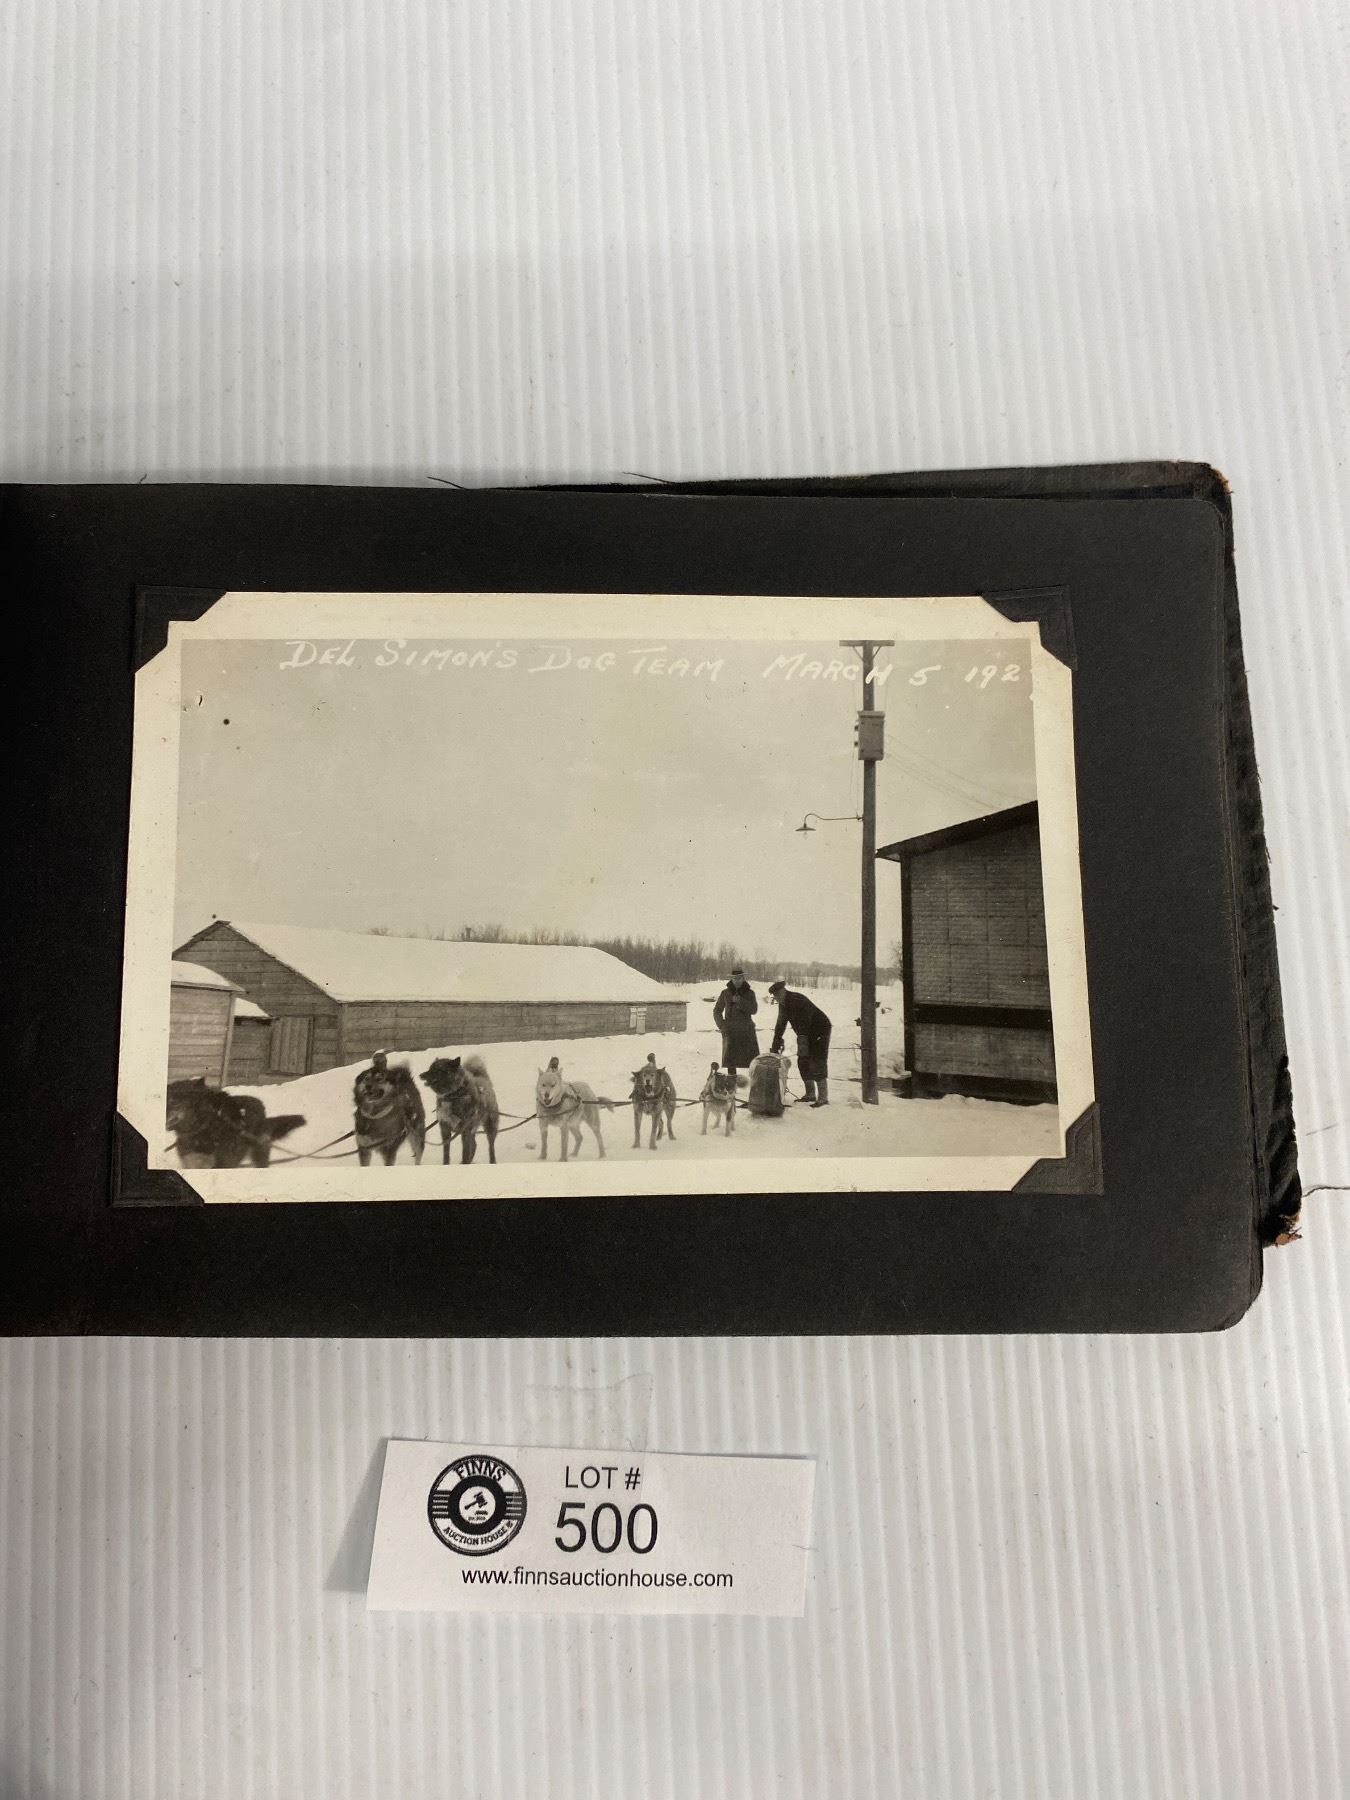 DEL SIMON'S DOG TEAM MARCH 5 192
FINNS
AUCTION HOUSE
LOT #
500
www.finnsauctionhouse.com